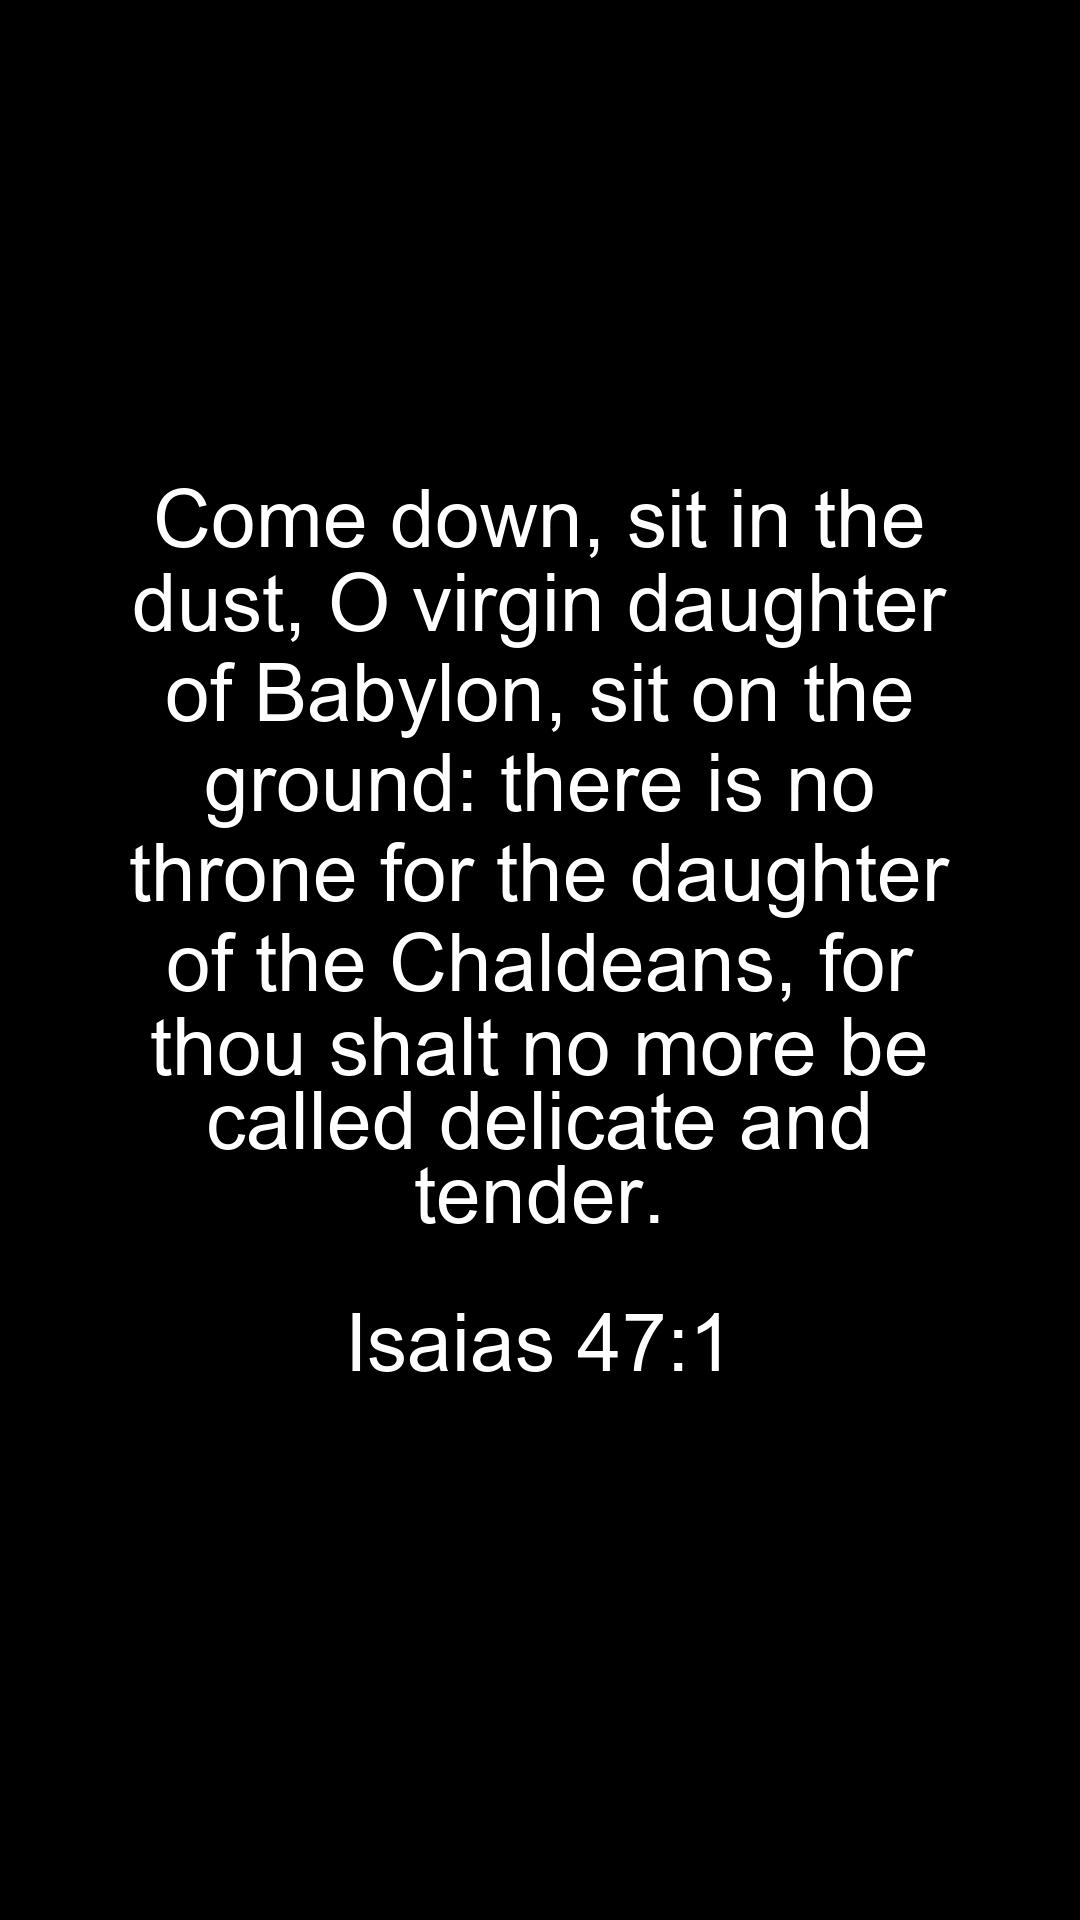 Come down, sit in the
dust, O virgin daughter
of Babylon, sit on the
ground: there is no
throne for the daughter
of the Chaldeans, for
thou shalt no more be
called delicate and
tender.
Isaias 47:1